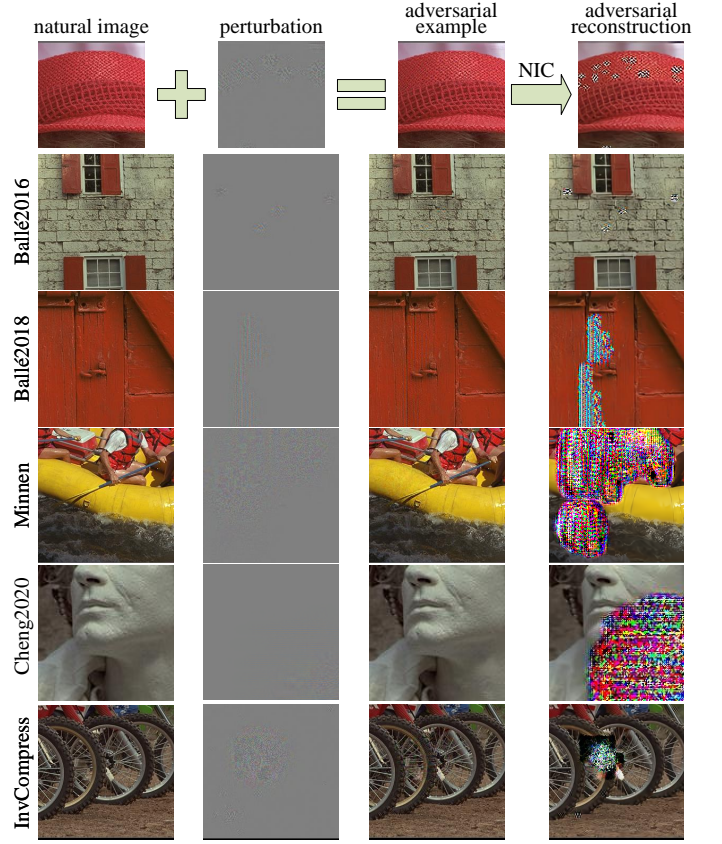 natural image
perturbation
adversarial
example
adversarial
reconstruction
NIC
Ballé2016
Ballé2018
Minnen
Cheng2020
InvCompress